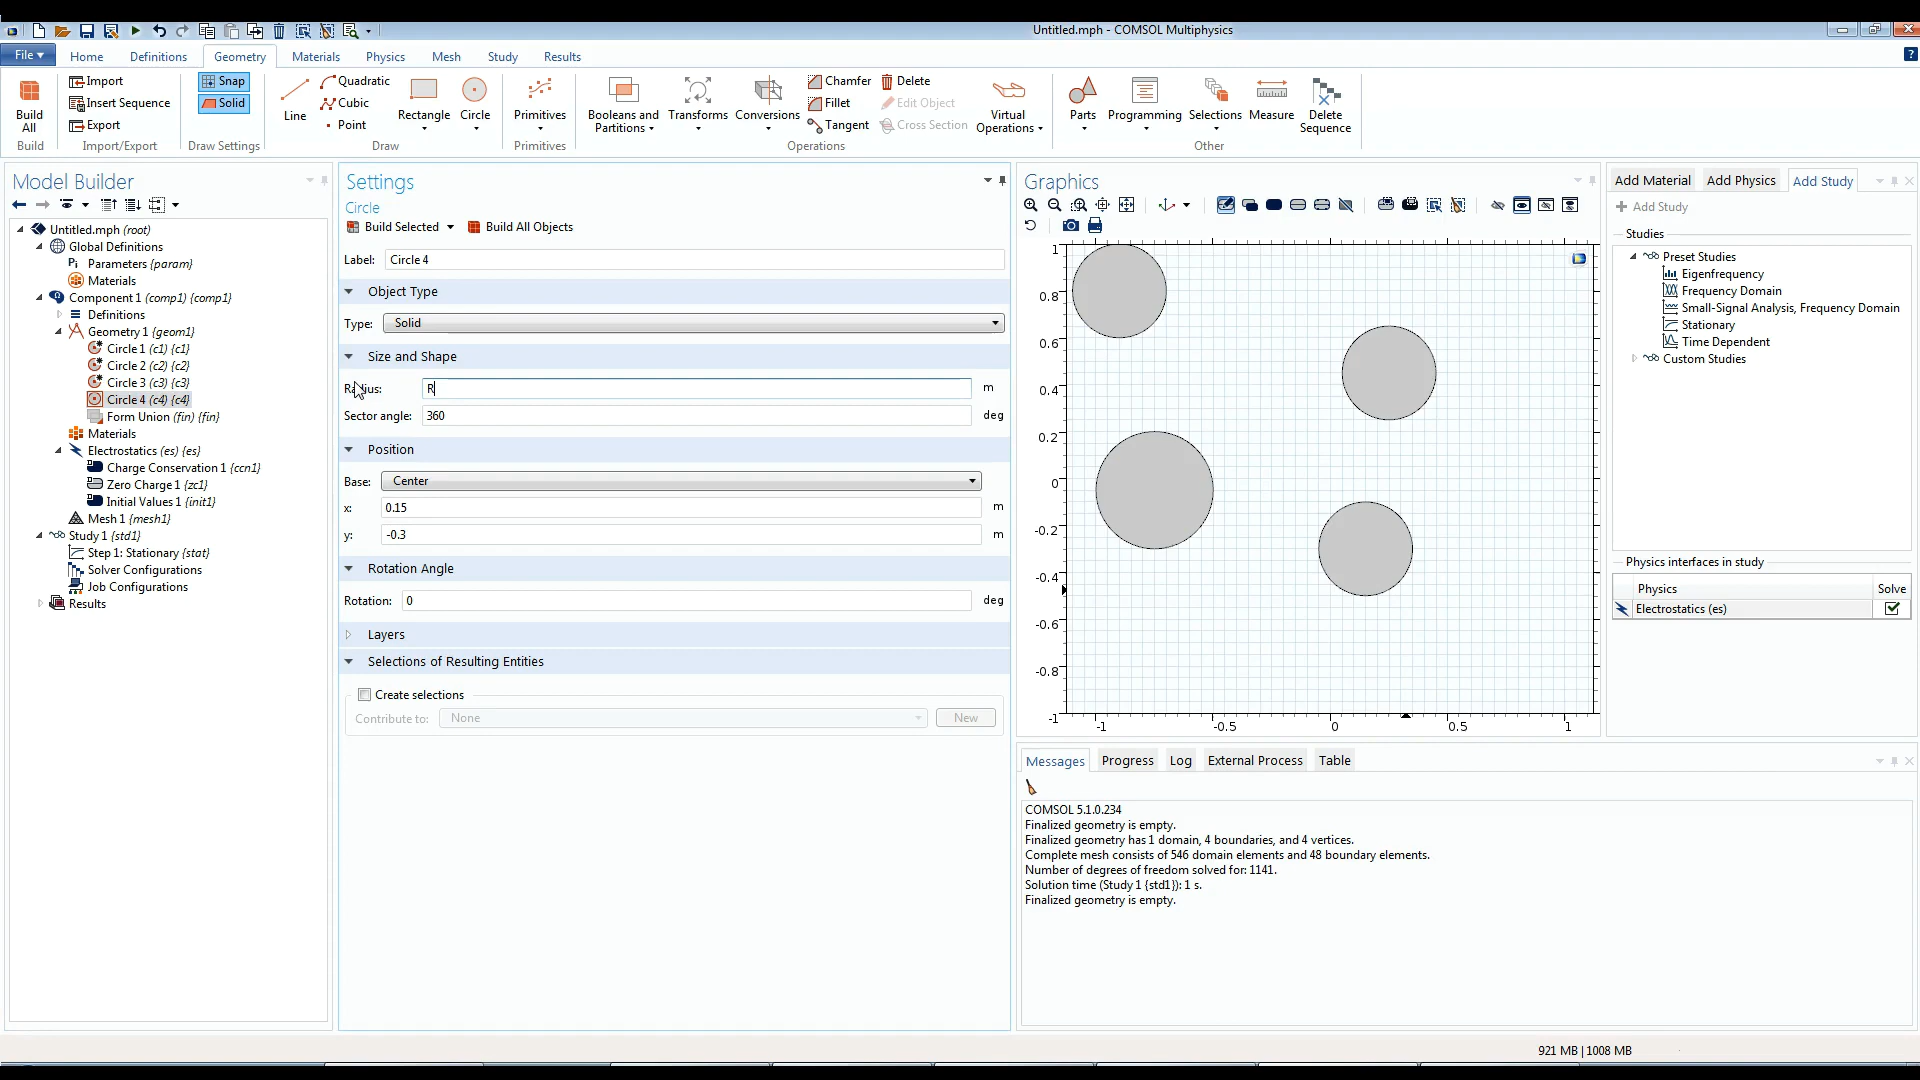 Untitled.mph - COMSOL Multiphysics
File
Home
Definitions
Geometry
Materials
Physics
Mesh
Study
Results
Build All
Build
Import
Insert Sequence
Export
Import/Export
Snap
Solid
Draw Settings
Line
Quadratic
Cubic
Point
Rectangle
Circle
Draw
Primitives
Primitives
Booleans and Partitions
Transforms
Conversions
Chamfer
Fillet
Tangent
Delete
Edit Object
Cross Section
Virtual Operations
Operations
Parts
Programming
Selections
Measure
Delete Sequence
Other
Model Builder
Untitled.mph (root)
Global Definitions
Pi Parameters {param}
Materials
Component 1 (comp1) {comp1}
Definitions
Geometry 1 {geom1}
Circle 1 (c1) {c1}
Circle 2 (c2) {c2}
Circle 3 (c3) {c3}
Circle 4 (c4) {c4}
Form Union (fin) {fin}
Materials
Electrostatics (es) {es}
Charge Conservation 1 {ccn1}
Zero Charge 1 {zc1}
Initial Values 1 {init1}
Mesh 1 {mesh1}
Study 1 {std1}
Step 1: Stationary {stat}
Solver Configurations
Job Configurations
Results
Settings
Circle
Build Selected
Build All Objects
Label: Circle 4
Object Type
Type: Solid
Size and Shape
Radius: R m
Sector angle: 360 deg
Position
Base: Center
x: 0.15 m
y: -0.3 m
Rotation Angle
Rotation: 0 deg
Layers
Selections of Resulting Entities
Create selections
Contribute to: None New
Graphics
1
0.8
0.6
0.4
0.2
0
-0.2
-0.4
-0.6
-0.8
-1
-1 -0.5 0 0.5 1
Messages Progress Log External Process Table
COMSOL 5.1.0.234
Finalized geometry is empty.
Finalized geometry has 1 domain, 4 boundaries, and 4 vertices.
Complete mesh consists of 546 domain elements and 48 boundary elements.
Number of degrees of freedom solved for: 1141.
Solution time (Study 1 {std1}): 1 s.
Finalized geometry is empty.
Add Material Add Physics Add Study
Add Study
Studies
Preset Studies
Eigenfrequency
Frequency Domain
Small-Signal Analysis, Frequency Domain
Stationary
Time Dependent
Custom Studies
Physics interfaces in study
Physics Solve
Electrostatics (es)
921 MB | 1008 MB